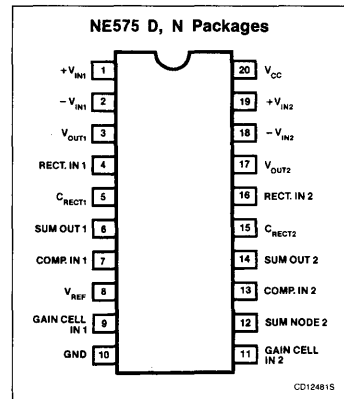 NE575 D, N Packages
+VIN1 1
20 VCC
− VIN1 2
19 +VIN2
VOUT1 3
18 − VIN2
RECT. IN 1 4
17 VOUT2
CRECT1 5
16 RECT. IN 2
SUM OUT 1 6
15 CRECT2
COMP. IN 1 7
14 SUM OUT 2
VREF 8
13 COMP. IN 2
GAIN CELL
IN 1 9
12 SUM NODE 2
GND 10
11 GAIN CELL
IN 2
CD12481S